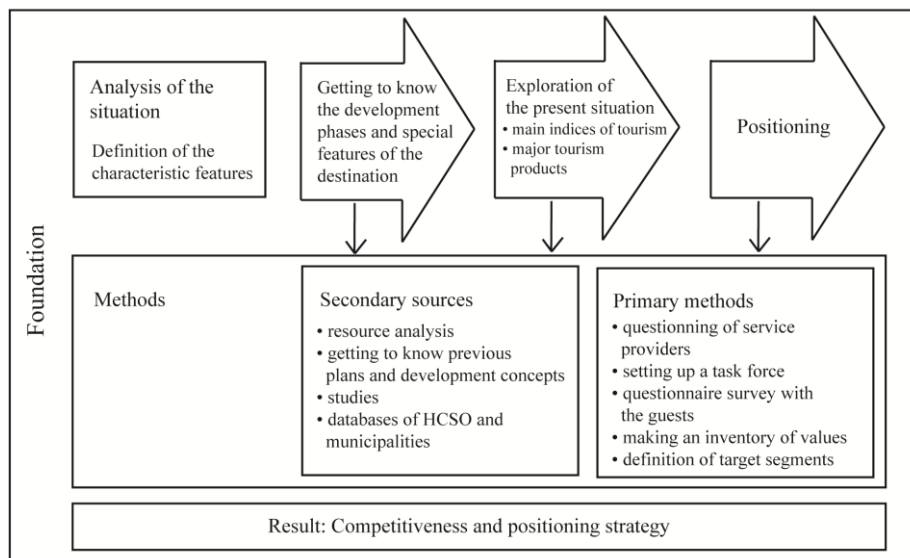 Foundation
Analysis of the
situation
Definition of the
characteristic features
Getting to know
the development
phases and special
features of the
destination
Exploration of
the present situation
• main indices of tourism
• major tourism
products
Positioning
Methods
Secondary sources
• resource analysis
• getting to know previous
plans and development concepts
• studies
• databases of HCSO and
municipalities
Primary methods
• questionning of service
providers
• setting up a task force
• questionnaire survey with
the guests
• making an inventory of values
• definition of target segments
Result: Competitiveness and positioning strategy